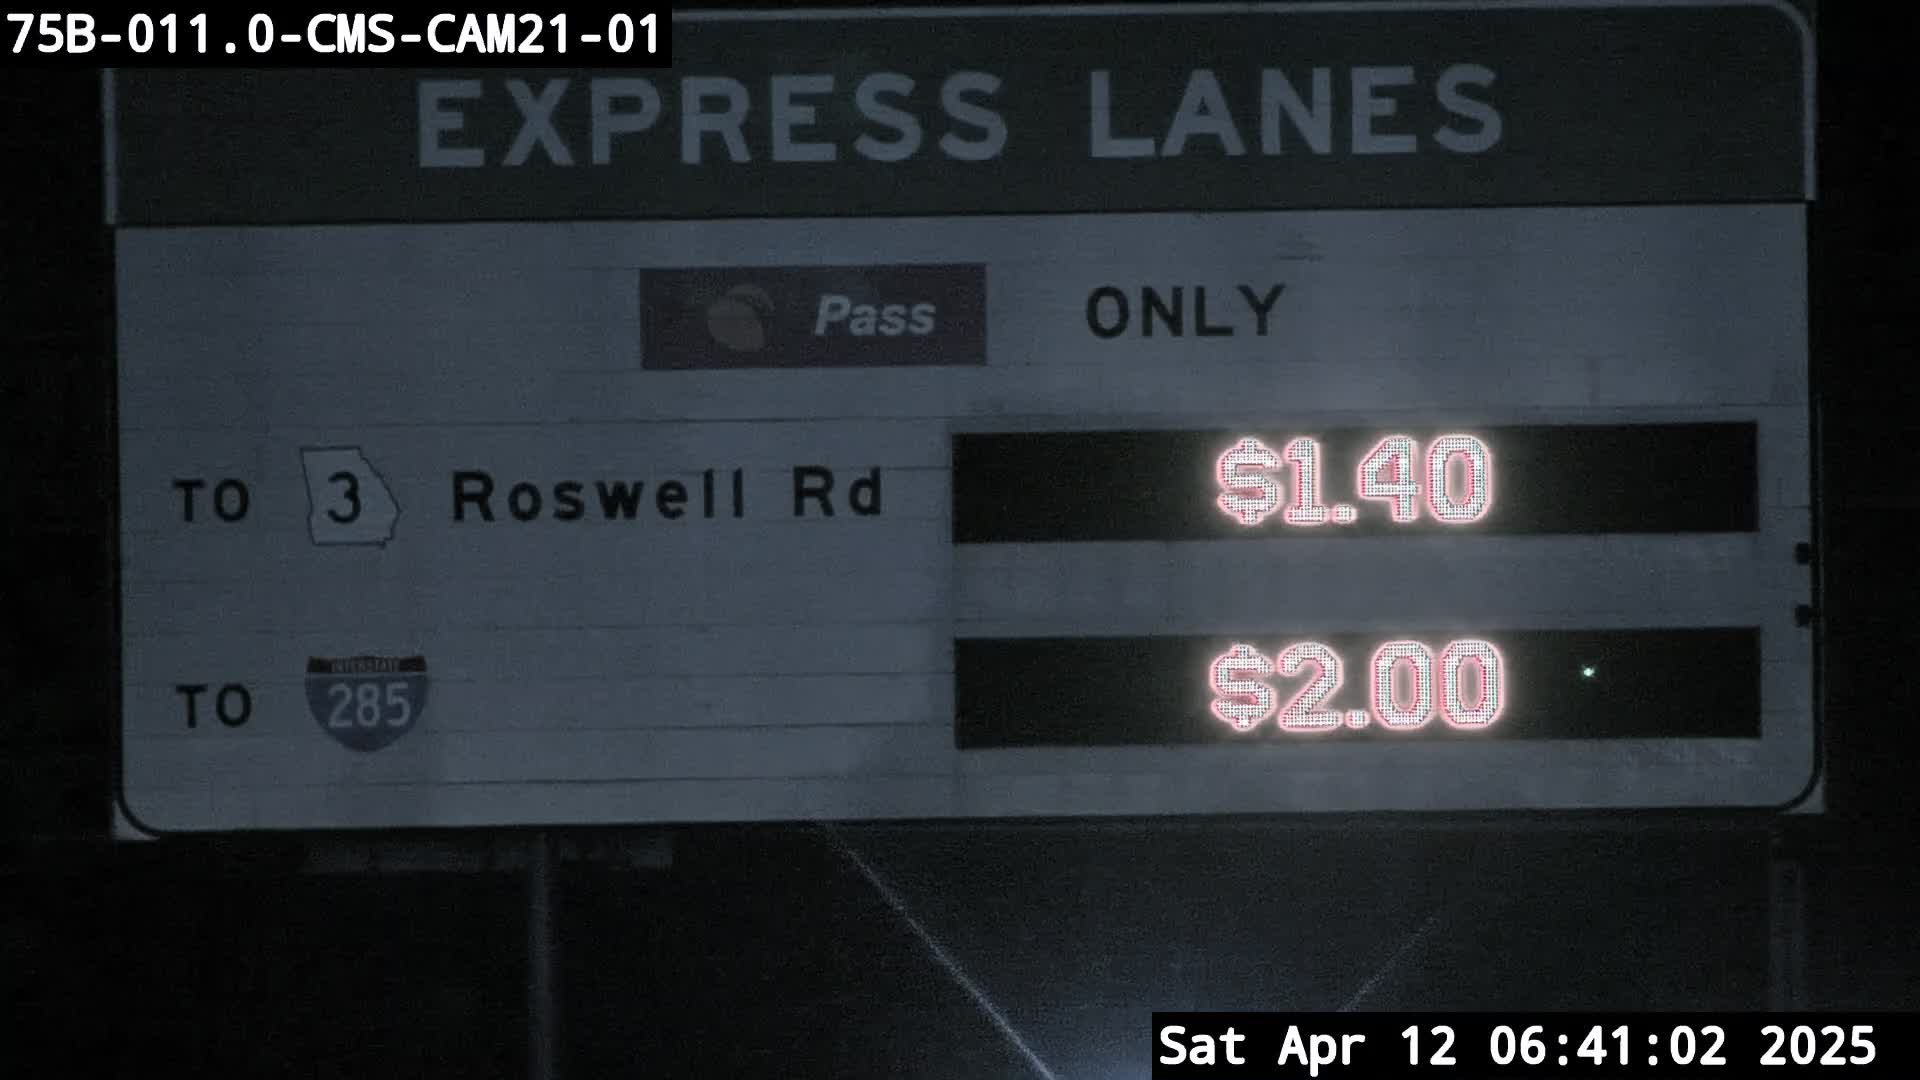 75B-011.0-CMS-CAM21-01
EXPRESS LANES
Pass ONLY
TO 3 Roswell Rd $1.40
TO INTERSTATE 285 $2.00
Sat Apr 12 06:41:02 2025